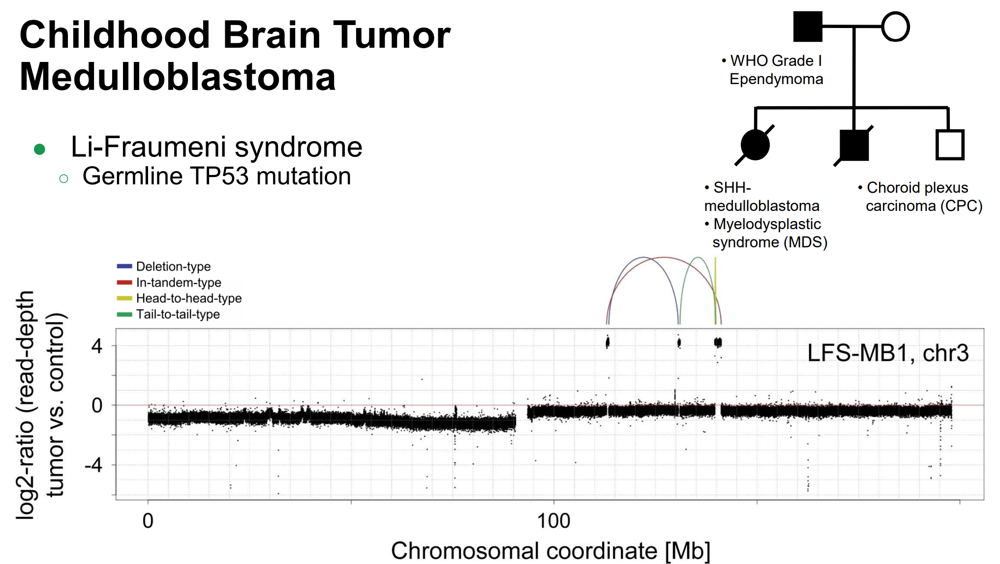 Childhood Brain Tumor
Medulloblastoma
● Li-Fraumeni syndrome
○ Germline TP53 mutation
• WHO Grade I
Ependymoma
• SHH-
medulloblastoma
• Myelodysplastic
syndrome (MDS)
• Choroid plexus
carcinoma (CPC)
Deletion-type
In-tandem-type
Head-to-head-type
Tail-to-tail-type
log2-ratio (read-depth
tumor vs. control)
4
0
-4
LFS-MB1, chr3
0
100
Chromosomal coordinate [Mb]